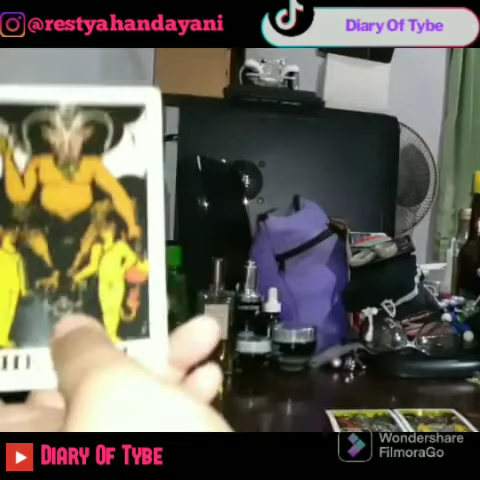 @restyahandayani
Diary Of Tybe
DIARY OF TYBE
Wondershare
FilmoraGo